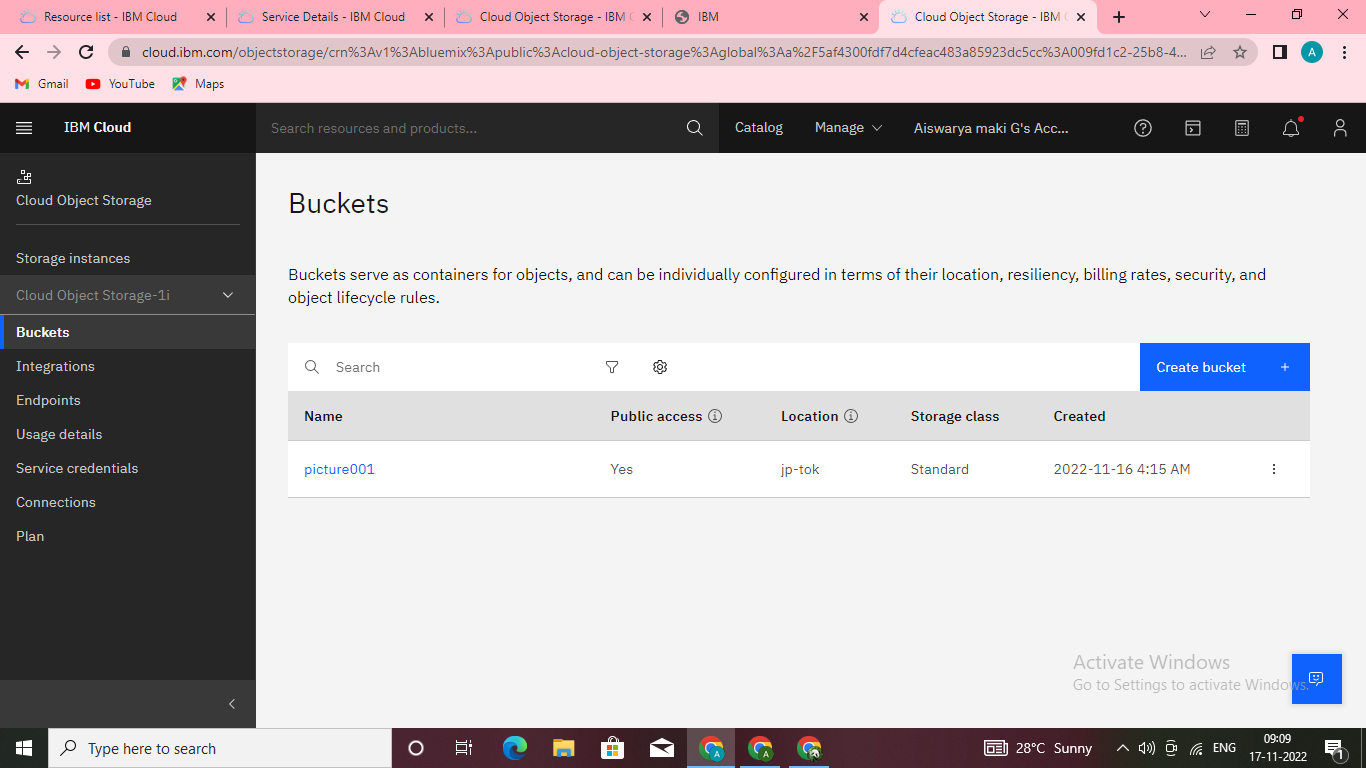 Resource list - IBM Cloud
Service Details - IBM Cloud
Cloud Object Storage - IBM C
IBM
Cloud Object Storage - IBM C
cloud.ibm.com/objectstorage/crn%3Av1%3Abluemix%3Apublic%3Acloud-object-storage%3Aglobal%3Aa%2F5af4300fdf7d4cfeac483a85923dc5cc%3A009fd1c2-25b8-4...
A
Gmail
YouTube
Maps
IBM Cloud
Search resources and products...
Catalog
Manage
Aiswarya maki G's Acc...
Cloud Object Storage
Storage instances
Cloud Object Storage-1i
Buckets
Integrations
Endpoints
Usage details
Service credentials
Connections
Plan
Buckets
Buckets serve as containers for objects, and can be individually configured in terms of their location, resiliency, billing rates, security, and
object lifecycle rules.
Search
Create bucket +
Name Public access Location Storage class Created
picture001 Yes jp-tok Standard 2022-11-16 4:15 AM
Activate Windows
Go to Settings to activate Windows.
Type here to search
A
A
28°C Sunny
ENG
09:09
17-11-2022
1